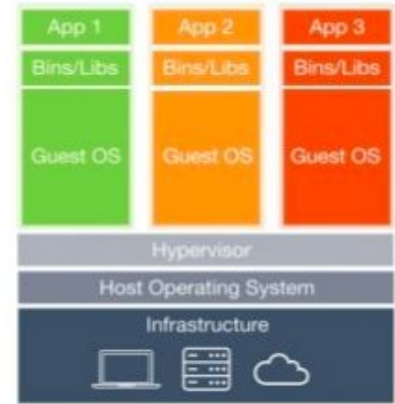 App 1 App 2 App 3
Bins/Libs Bins/Libs Bins/Libs
Guest OS Guest OS Guest OS
Hypervisor
Host Operating System
Infrastructure